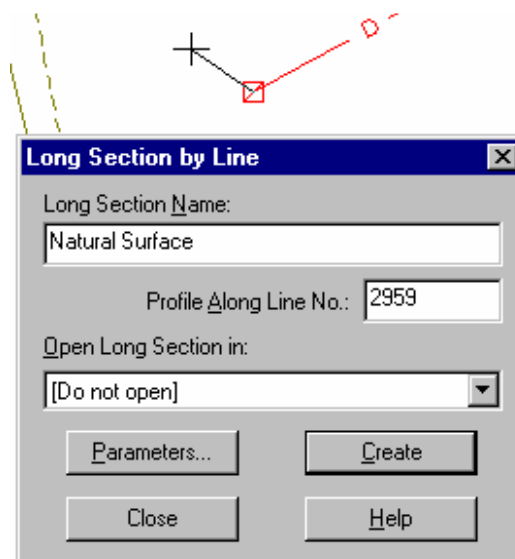 D
Long Section by Line
Long Section Name:
Natural Surface
Profile Along Line No.: 2959
Open Long Section in:
[Do not open]
Parameters... Create
Close Help